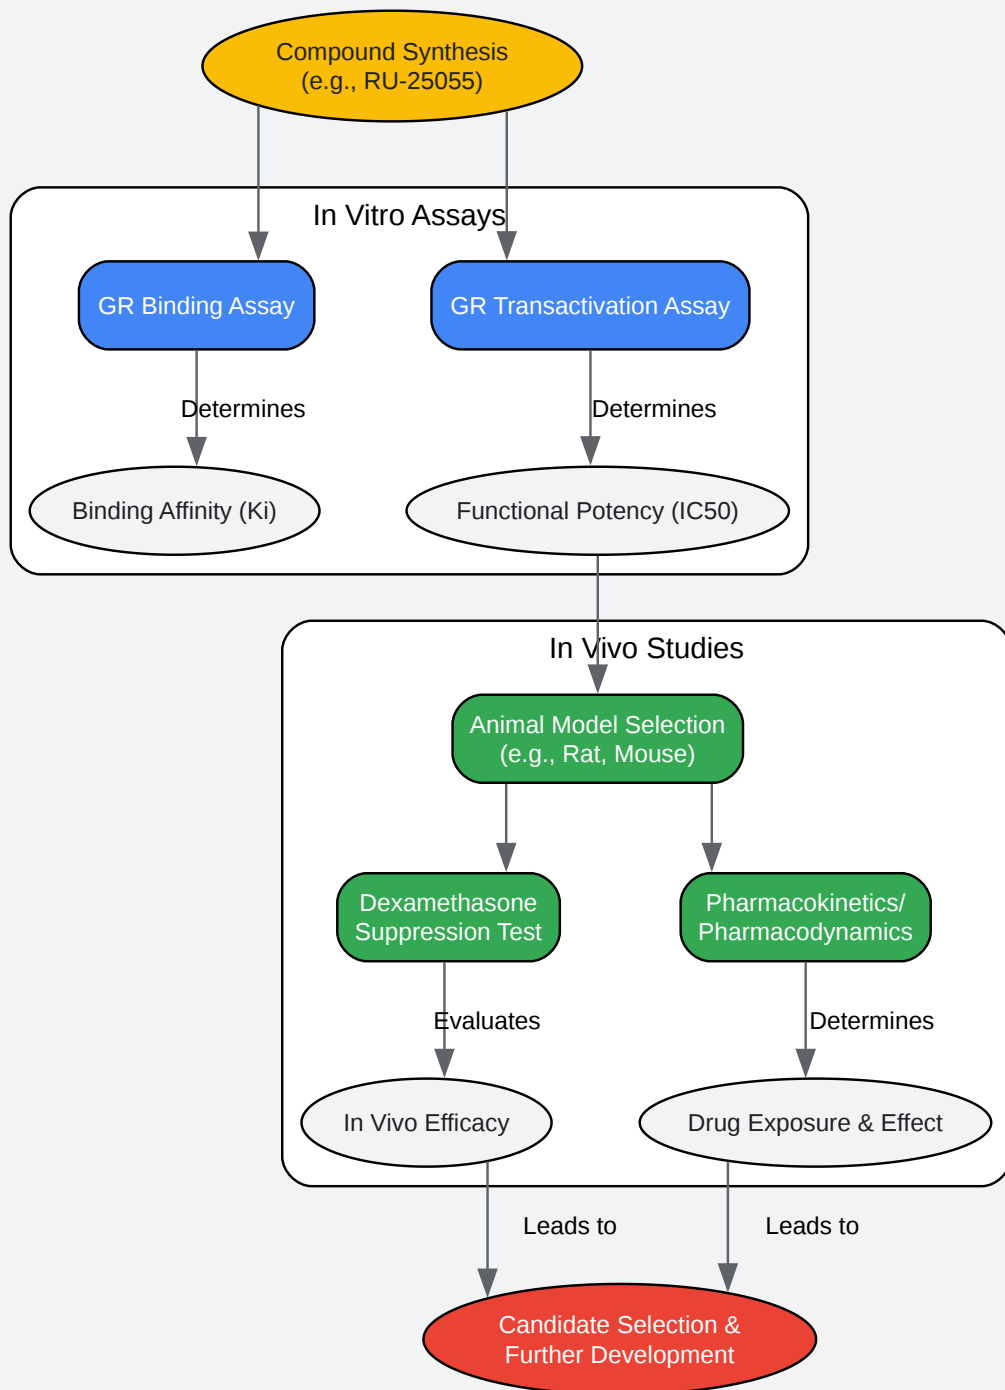 Compound Synthesis
(e.g., RU-25055)
In Vitro Assays
GR Binding Assay
GR Transactivation Assay
Determines
Determines
Binding Affinity (Ki)
Functional Potency (IC50)
In Vivo Studies
Animal Model Selection
(e.g., Rat, Mouse)
Dexamethasone
Suppression Test
Pharmacokinetics/
Pharmacodynamics
Evaluates
Determines
In Vivo Efficacy
Drug Exposure & Effect
Leads to
Leads to
Candidate Selection &
Further Development